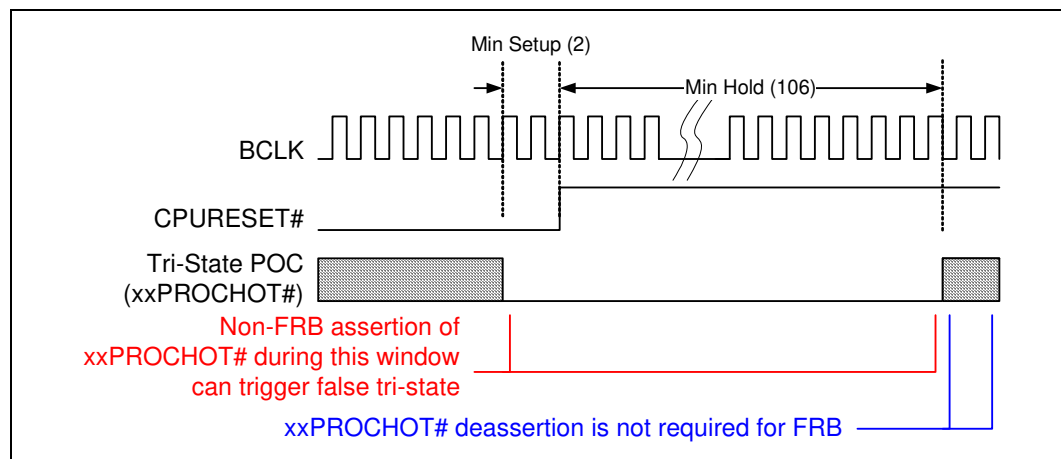 Min Setup (2)
Min Hold (106)
BCLK
CPURESET#
Tri-State POC
(xxPROCHOT#)
Non-FRB assertion of
xxPROCHOT# during this window
can trigger false tri-state
xxPROCHOT# deassertion is not required for FRB